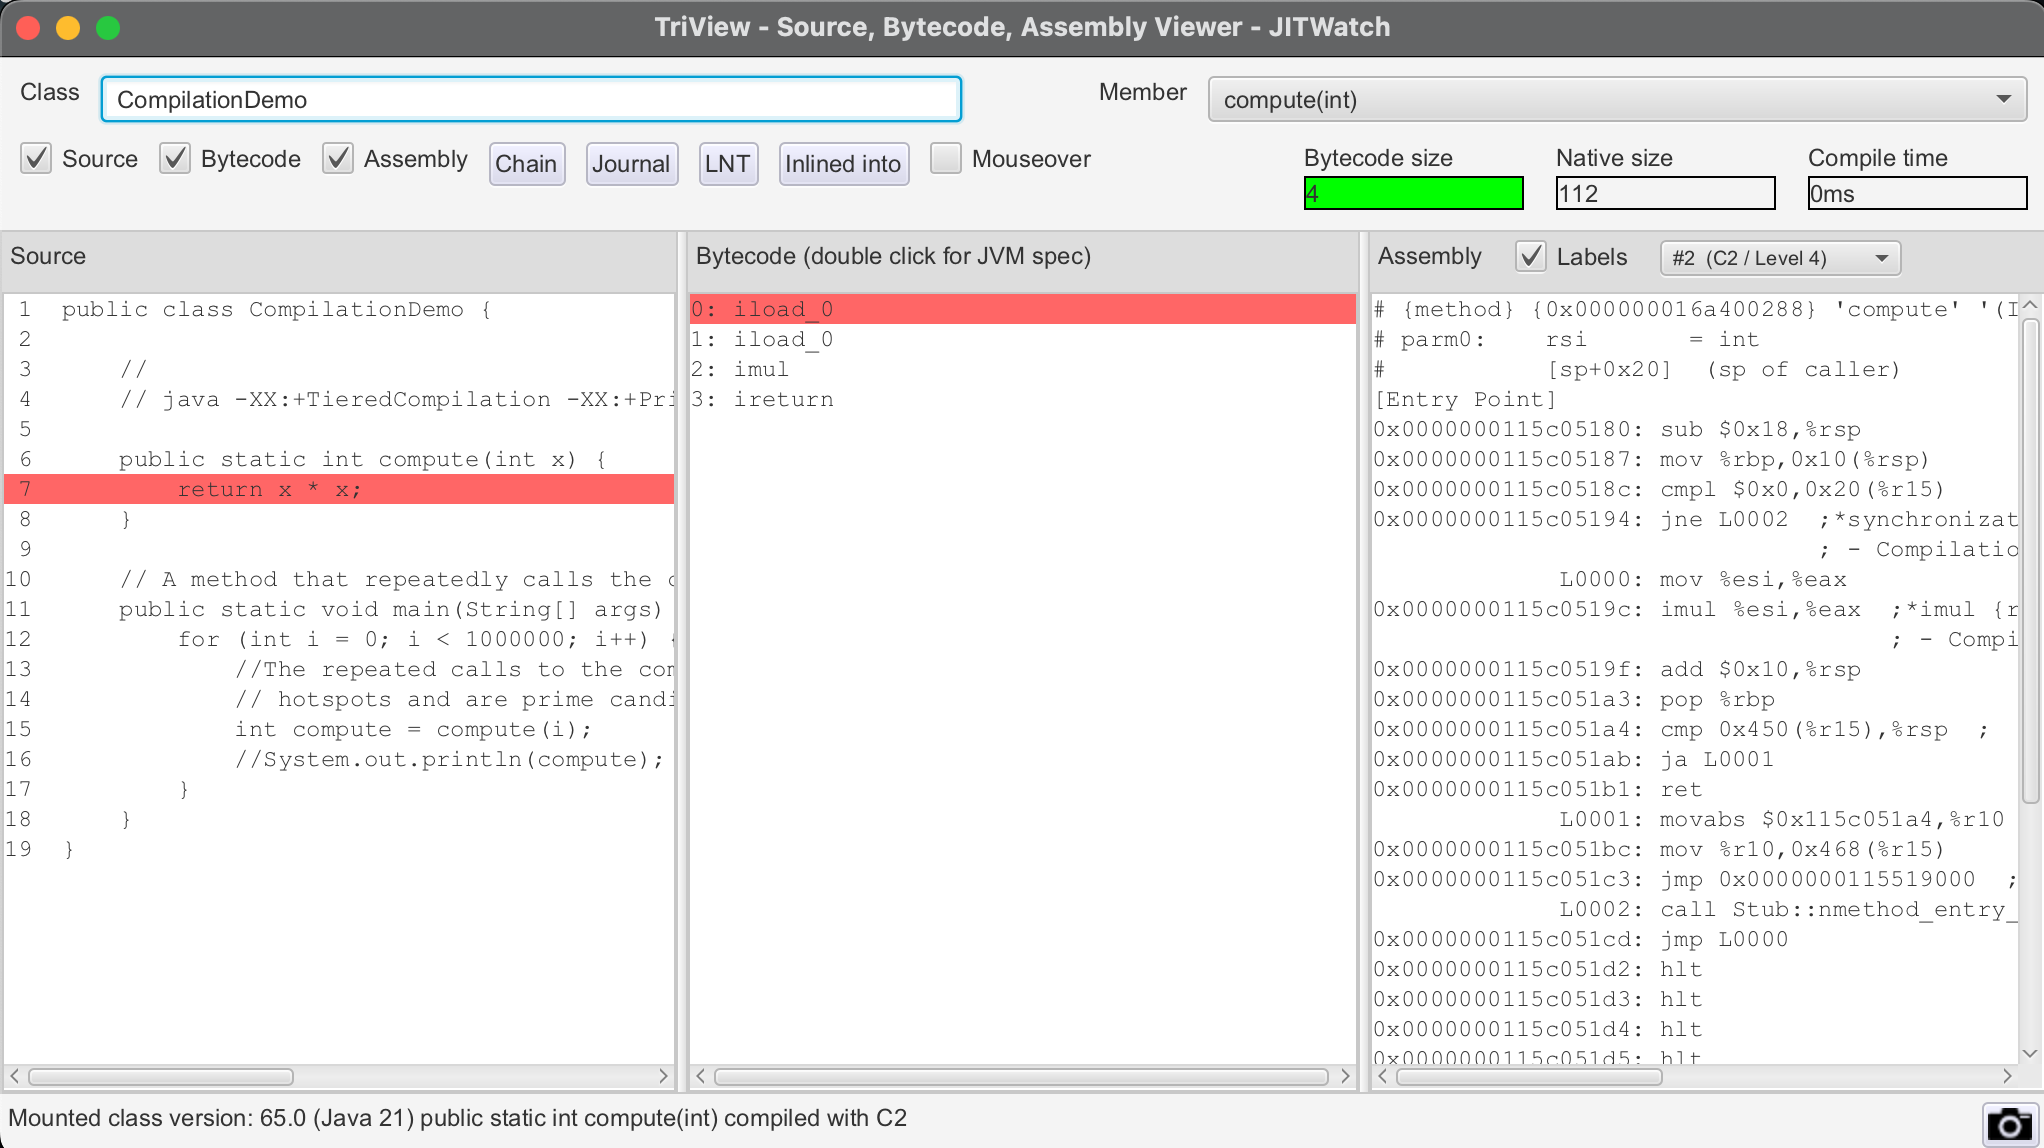 TriView - Source, Bytecode, Assembly Viewer - JITWatch
Class CompilationDemo Member compute(int)
Source Bytecode Assembly Chain Journal LNT Inlined into Mouseover
Bytecode size Native size Compile time
4 112 0ms
Source
1 public class CompilationDemo {
2
3 //
4 // java -XX:+TieredCompilation -XX:+Pri
5
6 public static int compute(int x) {
7 return x * x;
8 }
9
10 // A method that repeatedly calls the c
11 public static void main(String[] args)
12 for (int i = 0; i < 1000000; i++) {
13 //The repeated calls to the com
14 // hotspots and are prime candi
15 int compute = compute(i);
16 //System.out.println(compute);
17 }
18 }
19 }
Bytecode (double click for JVM spec)
0: iload_0
1: iload_0
2: imul
3: ireturn
Assembly Labels #2 (C2 / Level 4)
# {method} {0x000000016a400288} 'compute' '(I
# parm0: rsi = int
# [sp+0x20] (sp of caller)
[Entry Point]
0x0000000115c05180: sub $0x18,%rsp
0x0000000115c05187: mov %rbp,0x10(%rsp)
0x0000000115c0518c: cmpl $0x0,0x20(%r15)
0x0000000115c05194: jne L0002 ;*synchronizat
; - Compilatio
L0000: mov %esi,%eax
0x0000000115c0519c: imul %esi,%eax ;*imul {r
; - Compi
0x0000000115c0519f: add $0x10,%rsp
0x0000000115c051a3: pop %rbp
0x0000000115c051a4: cmp 0x450(%r15),%rsp ;
0x0000000115c051ab: ja L0001
0x0000000115c051b1: ret
L0001: movabs $0x115c051a4,%r10
0x0000000115c051bc: mov %r10,0x468(%r15)
0x0000000115c051c3: jmp 0x0000000115519000 ;
L0002: call Stub::nmethod_entry_
0x0000000115c051cd: jmp L0000
0x0000000115c051d2: hlt
0x0000000115c051d3: hlt
0x0000000115c051d4: hlt
0x0000000115c051d5: hlt
Mounted class version: 65.0 (Java 21) public static int compute(int) compiled with C2